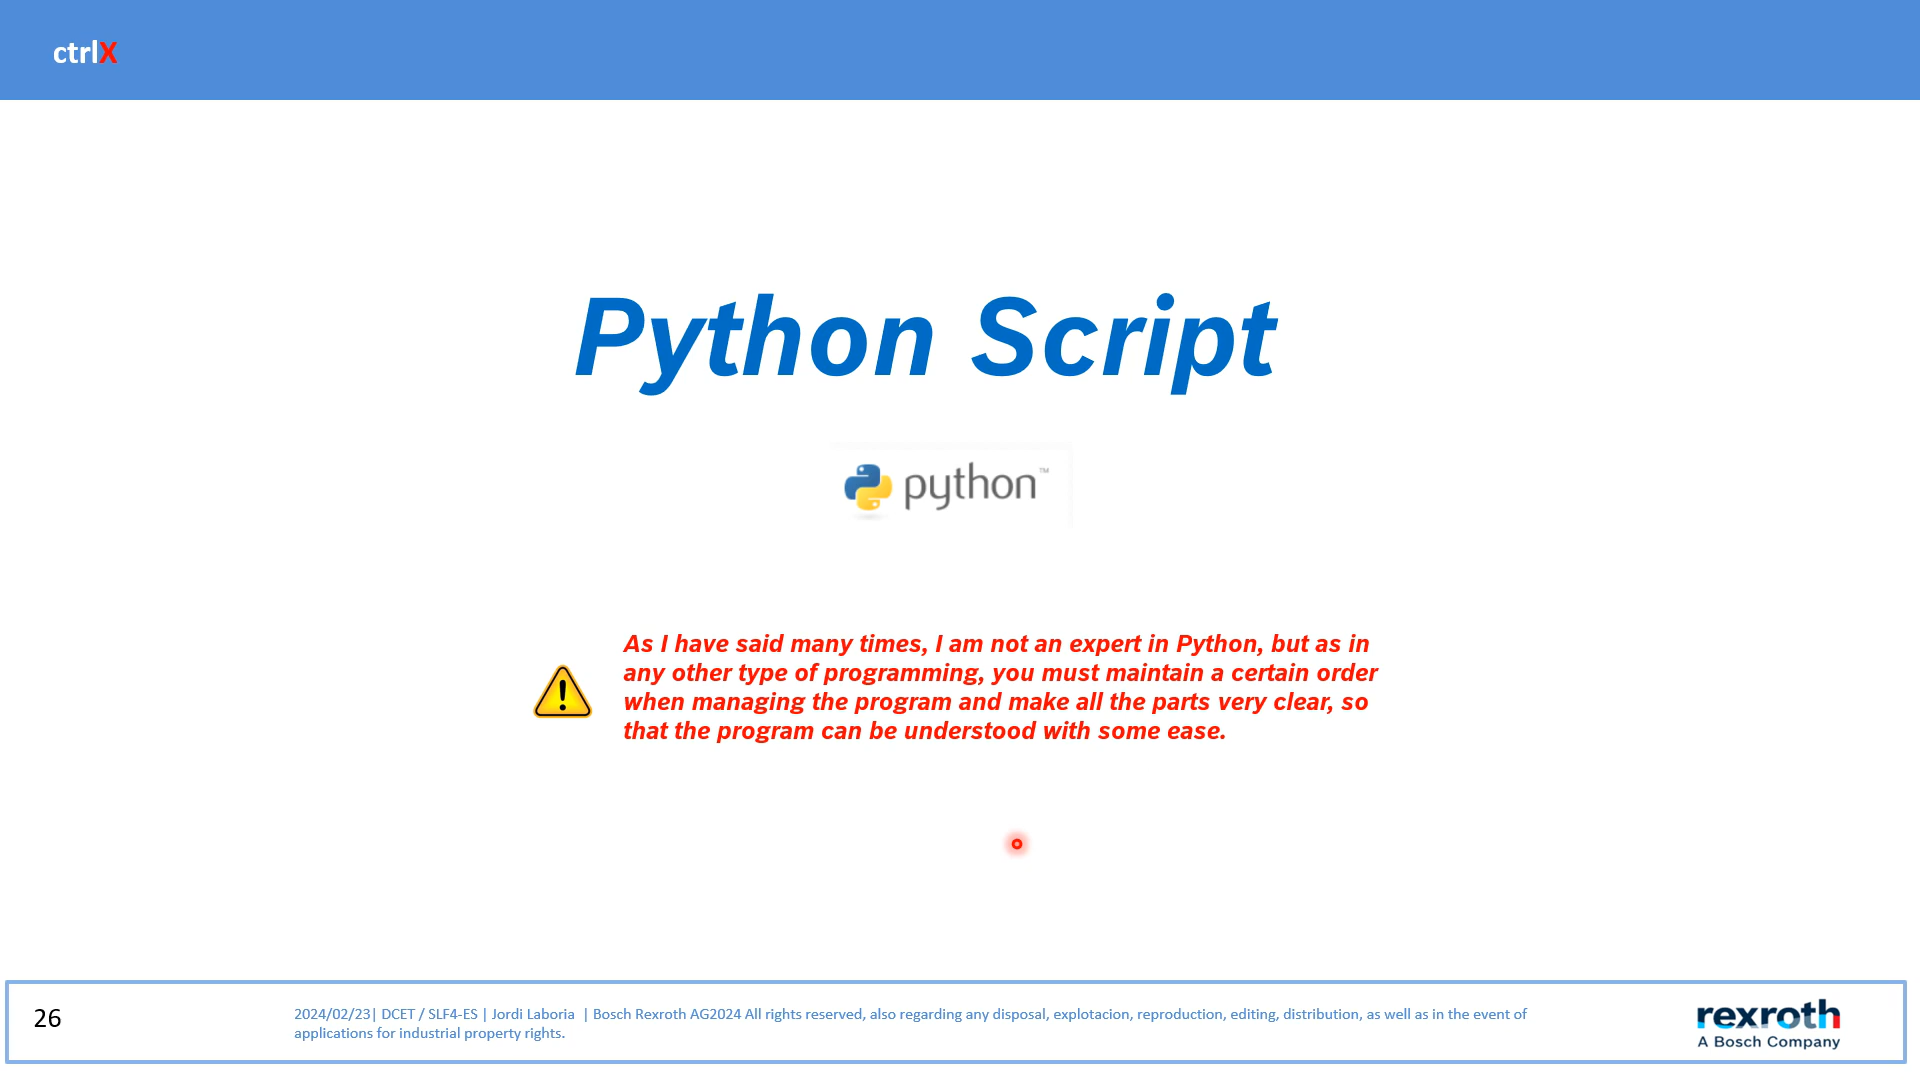 ctrlX
Python Script
python™
As I have said many times, I am not an expert in Python, but as in
any other type of programming, you must maintain a certain order
when managing the program and make all the parts very clear, so
that the program can be understood with some ease.
26
2024/02/23| DCET / SLF4-ES | Jordi Laboria  | Bosch Rexroth AG2024 All rights reserved, also regarding any disposal, explotacion, reproduction, editing, distribution, as well as in the event of
applications for industrial property rights.
rexroth
A Bosch Company